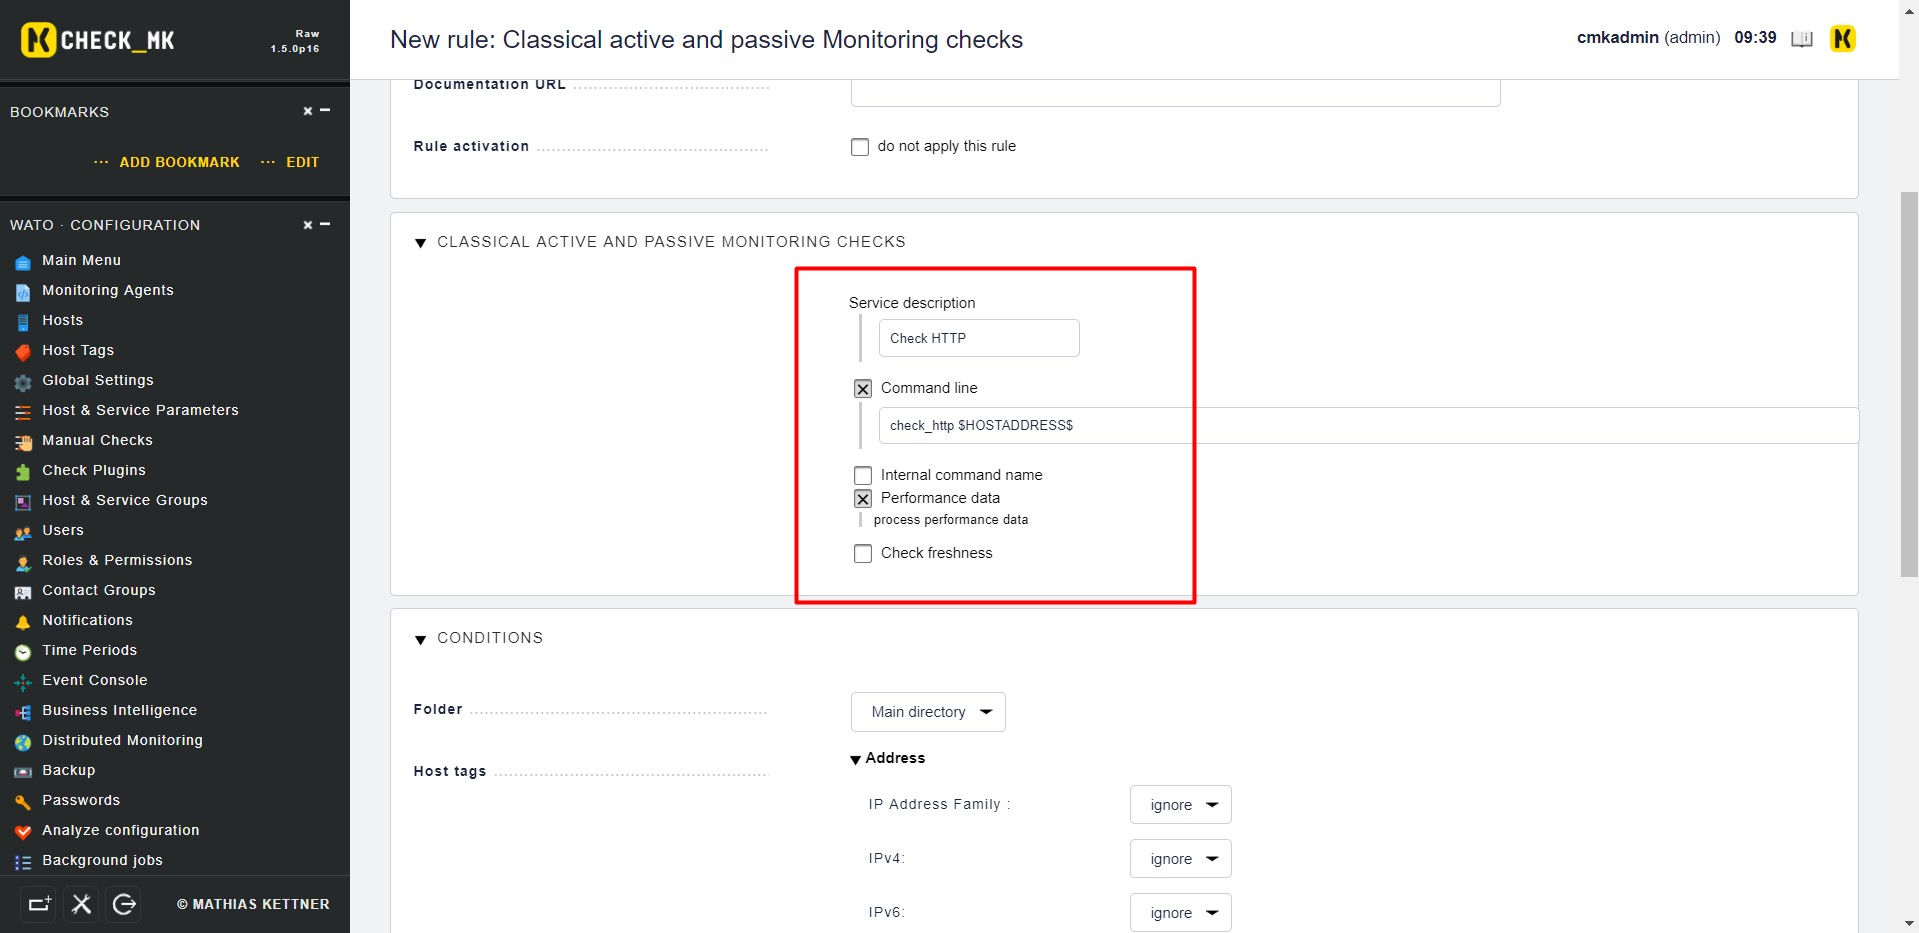 CHECK_MK
Raw
1.5.0p16
New rule: Classical active and passive Monitoring checks
cmkadmin (admin) 09:39
BOOKMARKS
ADD BOOKMARK
EDIT
WATO · CONFIGURATION
Main Menu
Monitoring Agents
Hosts
Host Tags
Global Settings
Host & Service Parameters
Manual Checks
Check Plugins
Host & Service Groups
Users
Roles & Permissions
Contact Groups
Notifications
Time Periods
Event Console
Business Intelligence
Distributed Monitoring
Backup
Passwords
Analyze configuration
Background jobs
© MATHIAS KETTNER
Documentation URL
Rule activation
do not apply this rule
CLASSICAL ACTIVE AND PASSIVE MONITORING CHECKS
Service description
Check HTTP
Command line
check_http $HOSTADDRESS$
Internal command name
Performance data
process performance data
Check freshness
CONDITIONS
Folder
Main directory
Host tags
Address
IP Address Family :
ignore
IPv4:
ignore
IPv6:
ignore